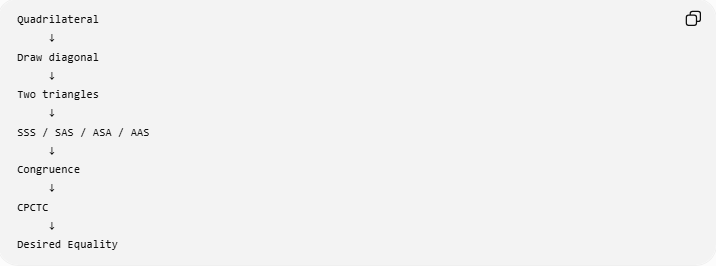 Quadrilateral
↓
Draw diagonal
↓
Two triangles
↓
SSS / SAS / ASA / AAS
↓
Congruence
↓
CPCTC
↓
Desired Equality